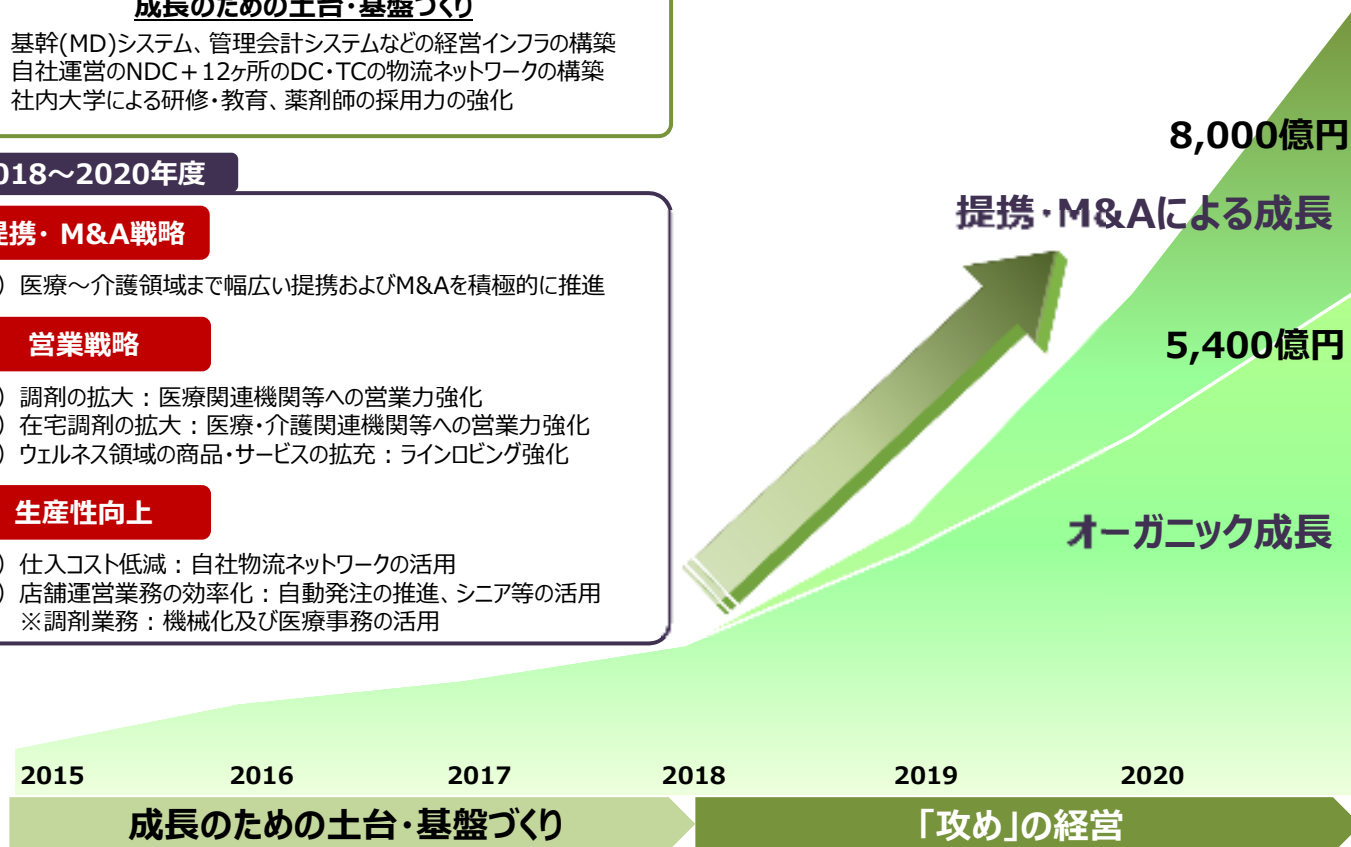 成長のための土台・基盤づくり
基幹(MD)システム、管理会計システムなどの経営インフラの構築
自社運営のNDC+12ヶ所のDC・TCの物流ネットワークの構築
社内大学による研修・教育、薬剤師の採用力の強化
018～2020年度
携・ M&A戦略
) 医療～介護領域まで幅広い提携およびM&Aを積極的に推進
営業戦略
) 調剤の拡大:医療関連機関等への営業力強化
) 在宅調剤の拡大:医療・介護関連機関等への営業力強化
) ウェルネス領域の商品・サービスの拡充:ラインロビング強化
生産性向上
) 仕入コスト低減:自社物流ネットワークの活用
) 店舗運営業務の効率化:自動発注の推進、シニア等の活用
※調剤業務:機械化及び医療事務の活用
8,000億円
提携・M&Aによる成長
5,400億円
オーガニック成長
2015 2016 2017 2018 2019 2020
成長のための土台・基盤づくり
「攻め」の経営